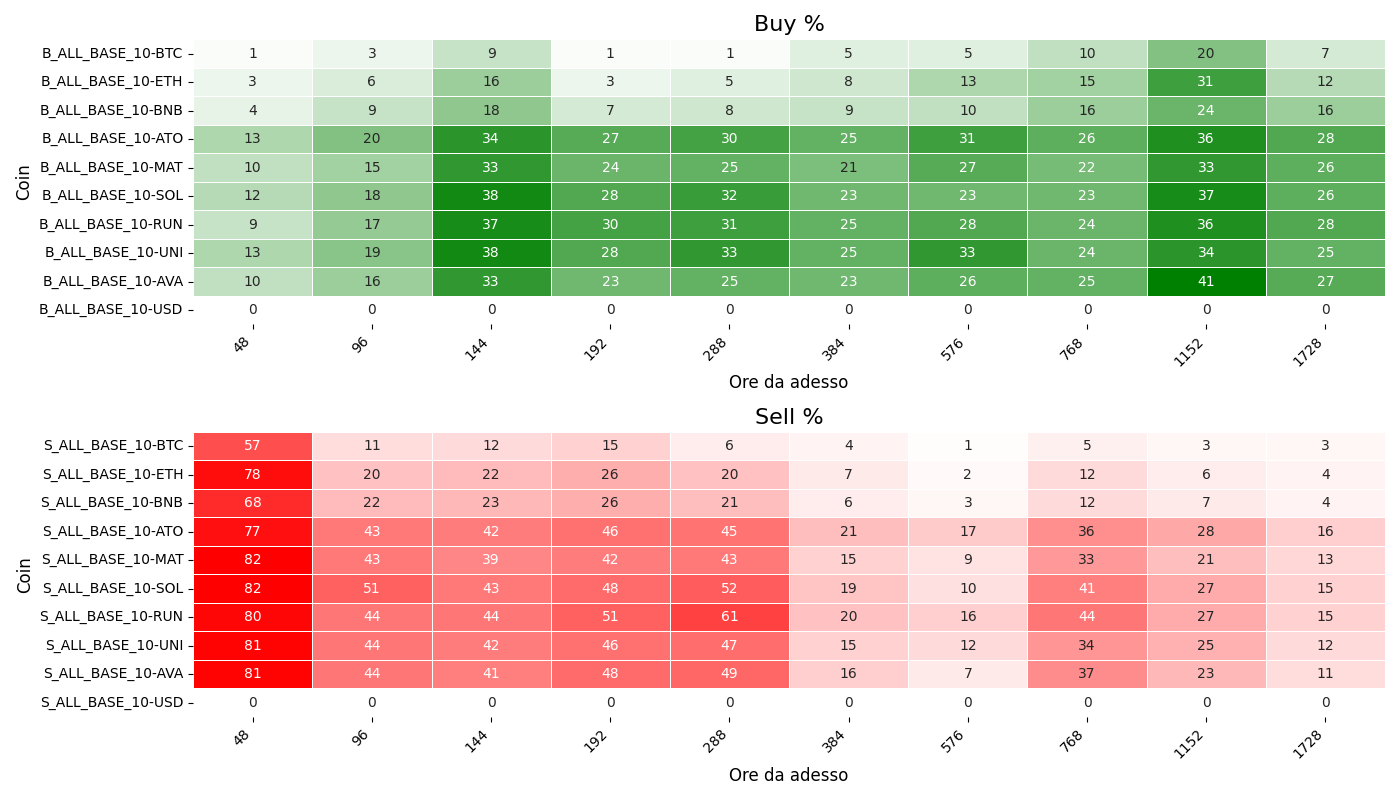 Buy %
Coin
B_ALL_BASE_10-BTC 1 3 9 1 1 5 5 10 20 7
B_ALL_BASE_10-ETH 3 6 16 3 5 8 13 15 31 12
B_ALL_BASE_10-BNB 4 9 18 7 8 9 10 16 24 16
B_ALL_BASE_10-ATO 13 20 34 27 30 25 31 26 36 28
B_ALL_BASE_10-MAT 10 15 33 24 25 21 27 22 33 26
B_ALL_BASE_10-SOL 12 18 38 28 32 23 23 23 37 26
B_ALL_BASE_10-RUN 9 17 37 30 31 25 28 24 36 28
B_ALL_BASE_10-UNI 13 19 38 28 33 25 33 24 34 25
B_ALL_BASE_10-AVA 10 16 33 23 25 23 26 25 41 27
B_ALL_BASE_10-USD 0 0 0 0 0 0 0 0 0 0
48 96 144 192 288 384 576 768 1152 1728
Ore da adesso
Sell %
Coin
S_ALL_BASE_10-BTC 57 11 12 15 6 4 1 5 3 3
S_ALL_BASE_10-ETH 78 20 22 26 20 7 2 12 6 4
S_ALL_BASE_10-BNB 68 22 23 26 21 6 3 12 7 4
S_ALL_BASE_10-ATO 77 43 42 46 45 21 17 36 28 16
S_ALL_BASE_10-MAT 82 43 39 42 43 15 9 33 21 13
S_ALL_BASE_10-SOL 82 51 43 48 52 19 10 41 27 15
S_ALL_BASE_10-RUN 80 44 44 51 61 20 16 44 27 15
S_ALL_BASE_10-UNI 81 44 42 46 47 15 12 34 25 12
S_ALL_BASE_10-AVA 81 44 41 48 49 16 7 37 23 11
S_ALL_BASE_10-USD 0 0 0 0 0 0 0 0 0 0
48 96 144 192 288 384 576 768 1152 1728
Ore da adesso